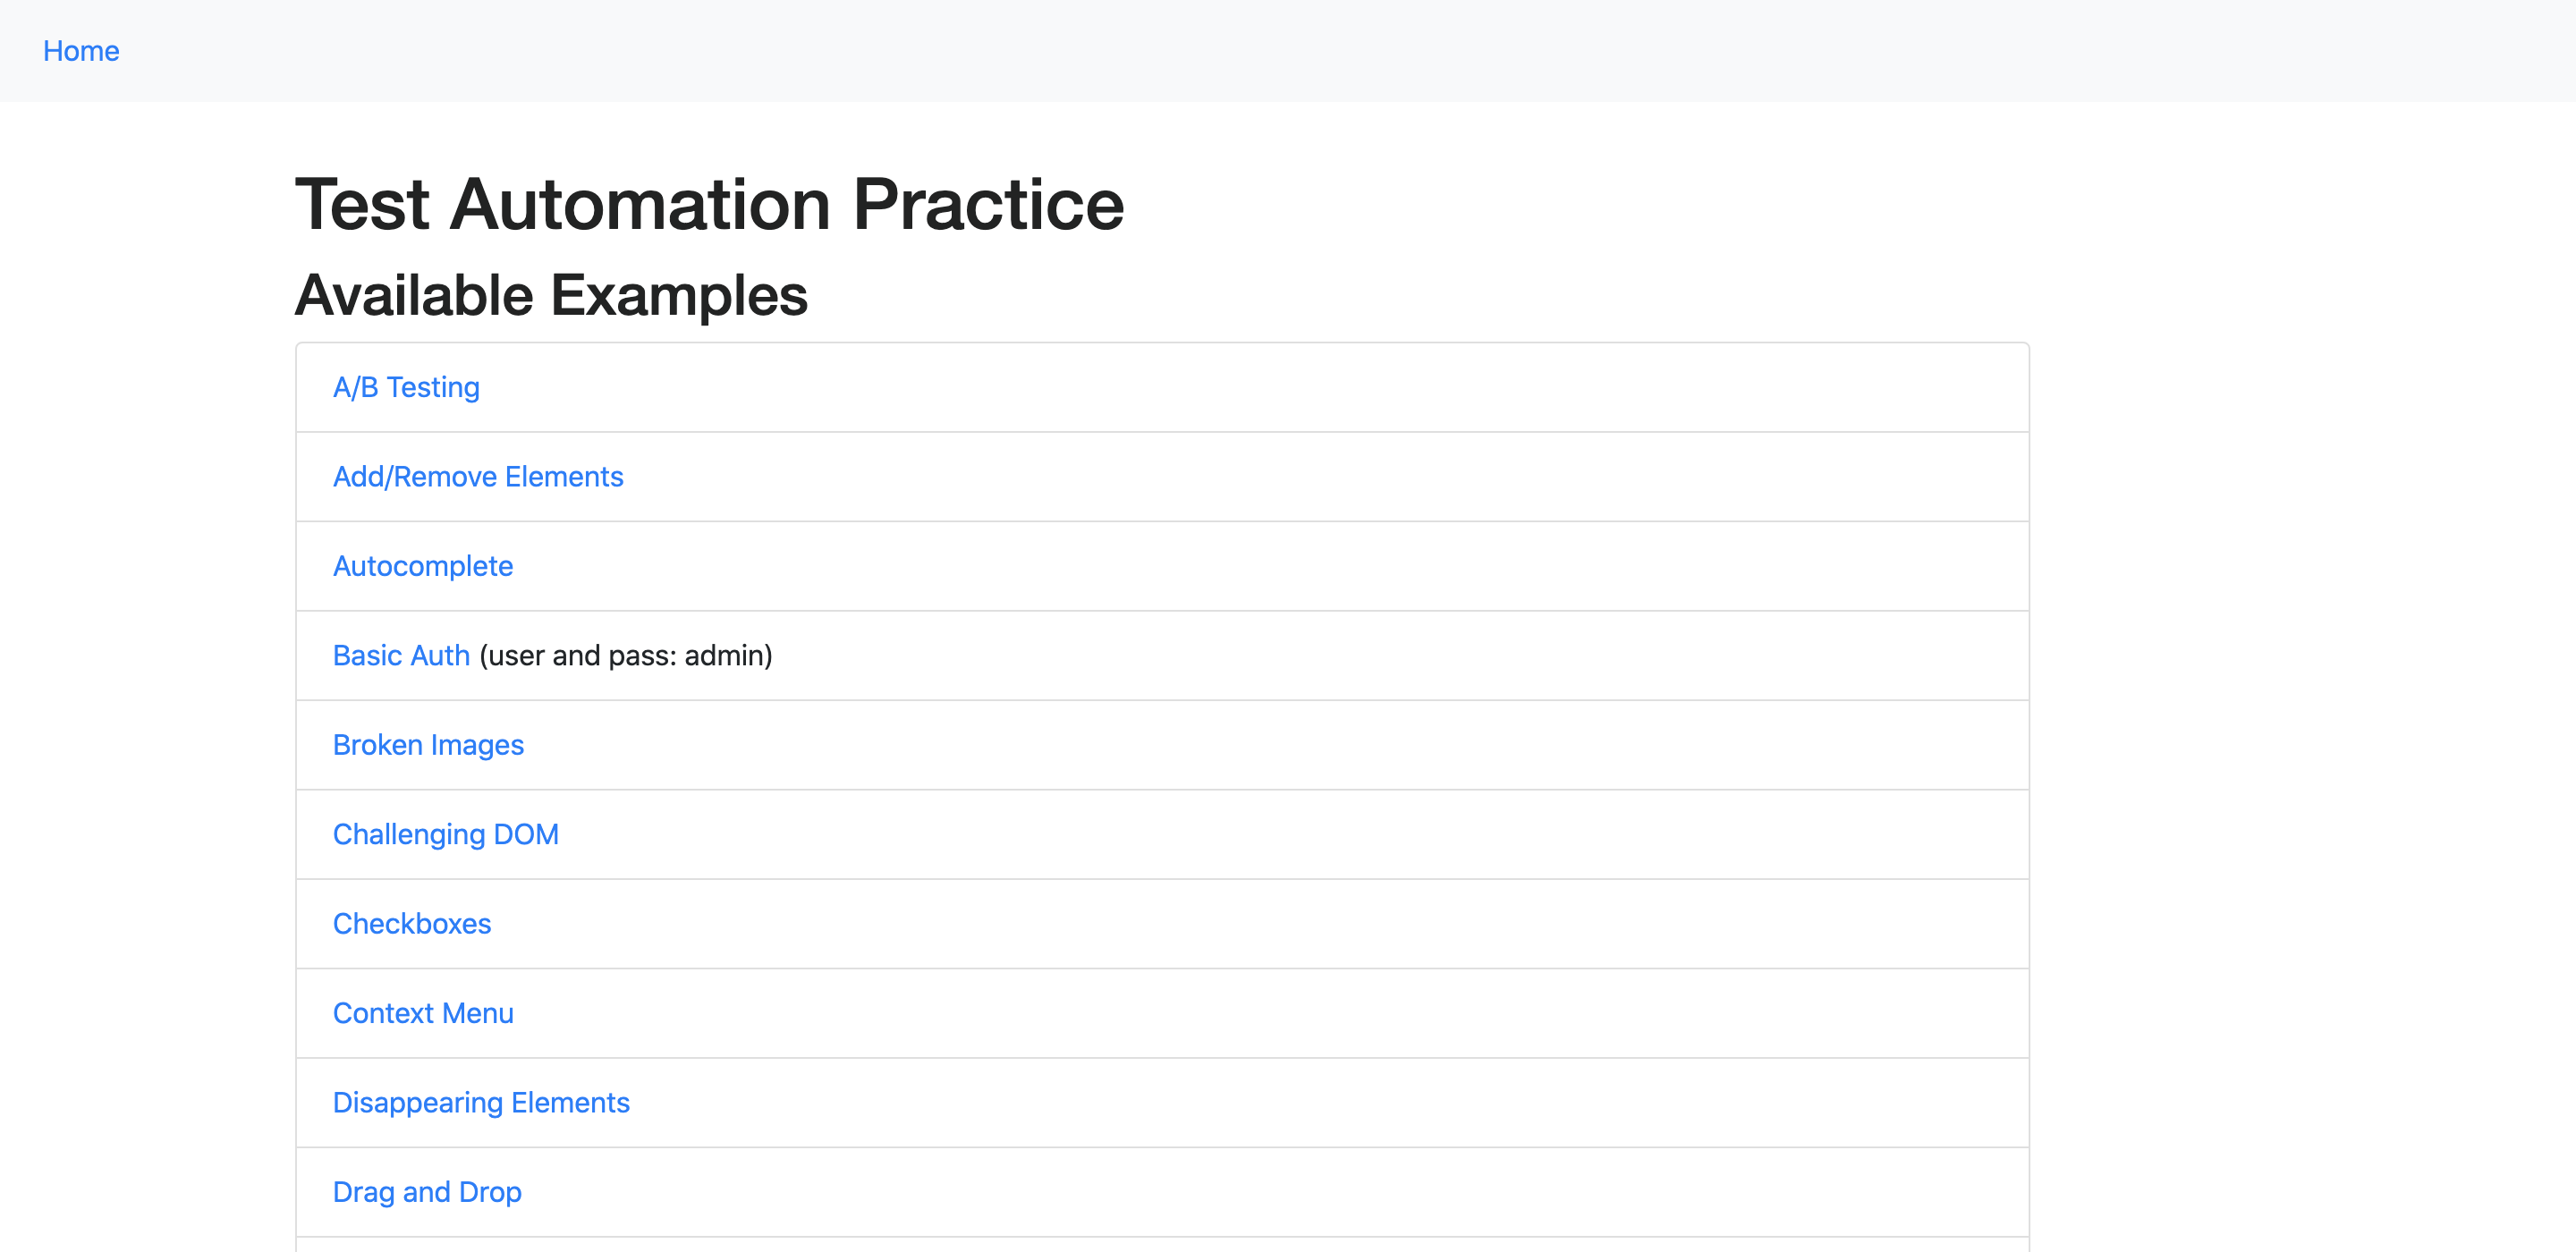 Home
Test Automation Practice
Available Examples
A/B Testing
Add/Remove Elements
Autocomplete
Basic Auth (user and pass: admin)
Broken Images
Challenging DOM
Checkboxes
Context Menu
Disappearing Elements
Drag and Drop